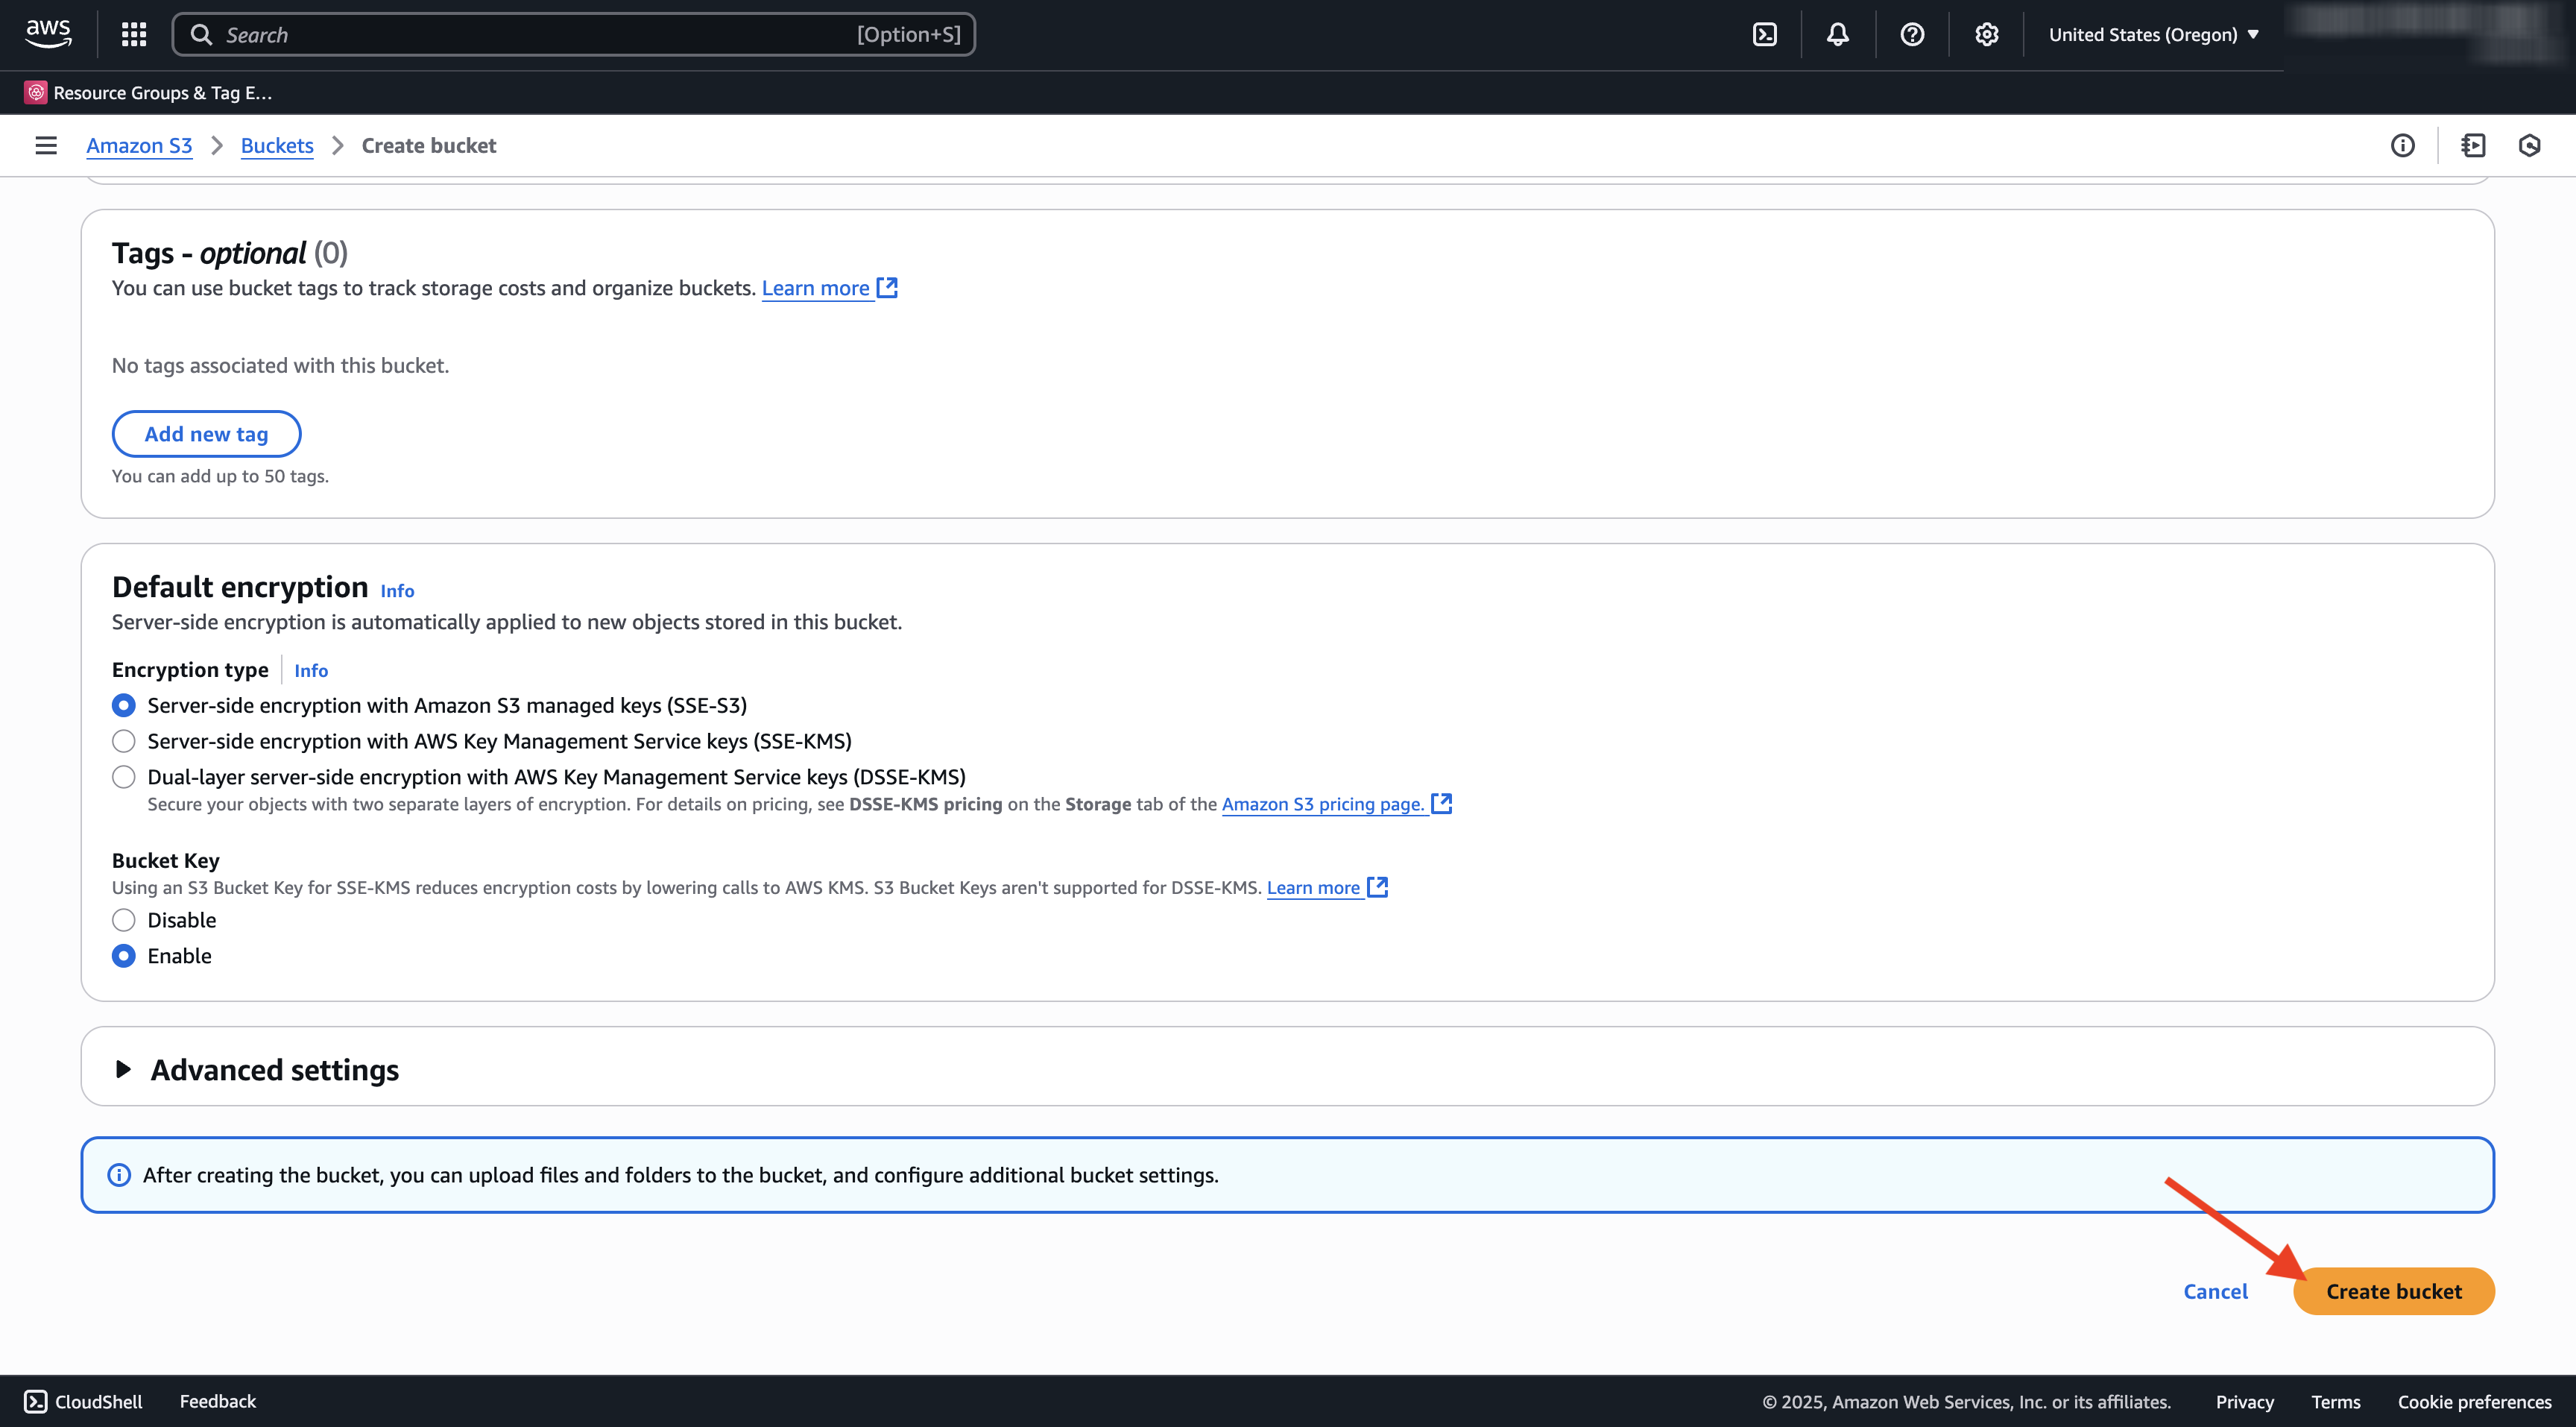 aws
Search [Option+S]
United States (Oregon)
Resource Groups & Tag E...
Amazon S3 Buckets Create bucket
Tags - optional (0)
You can use bucket tags to track storage costs and organize buckets. Learn more
No tags associated with this bucket.
Add new tag
You can add up to 50 tags.
Default encryption Info
Server-side encryption is automatically applied to new objects stored in this bucket.
Encryption type Info
Server-side encryption with Amazon S3 managed keys (SSE-S3)
Server-side encryption with AWS Key Management Service keys (SSE-KMS)
Dual-layer server-side encryption with AWS Key Management Service keys (DSSE-KMS)
Secure your objects with two separate layers of encryption. For details on pricing, see DSSE-KMS pricing on the Storage tab of the Amazon S3 pricing page.
Bucket Key
Using an S3 Bucket Key for SSE-KMS reduces encryption costs by lowering calls to AWS KMS. S3 Bucket Keys aren't supported for DSSE-KMS. Learn more
Disable
Enable
Advanced settings
After creating the bucket, you can upload files and folders to the bucket, and configure additional bucket settings.
Cancel Create bucket
CloudShell Feedback © 2025, Amazon Web Services, Inc. or its affiliates. Privacy Terms Cookie preferences